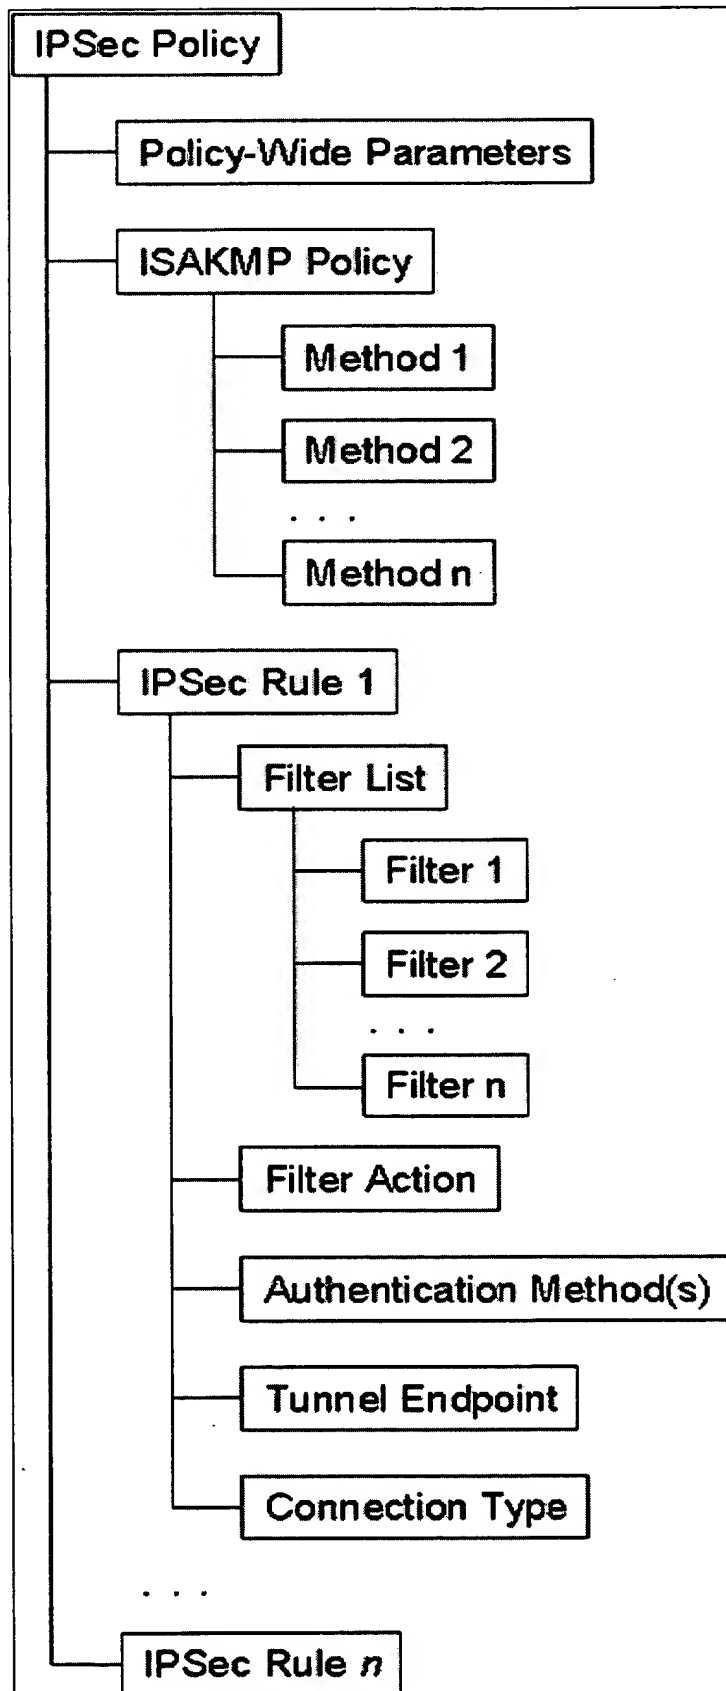 IPSec Policy
Policy-Wide Parameters
ISAKMP Policy
Method 1
Method 2
. . .
Method n
IPSec Rule 1
Filter List
Filter 1
Filter 2
. . .
Filter n
Filter Action
Authentication Method(s)
Tunnel Endpoint
Connection Type
. . .
IPSec Rule n